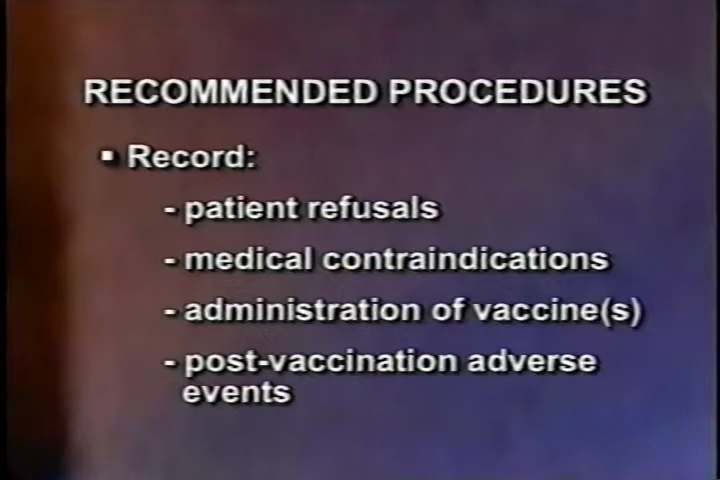 RECOMMENDED PROCEDURES
▪ Record:
- patient refusals
- medical contraindications
- administration of vaccine(s)
- post-vaccination adverse
events